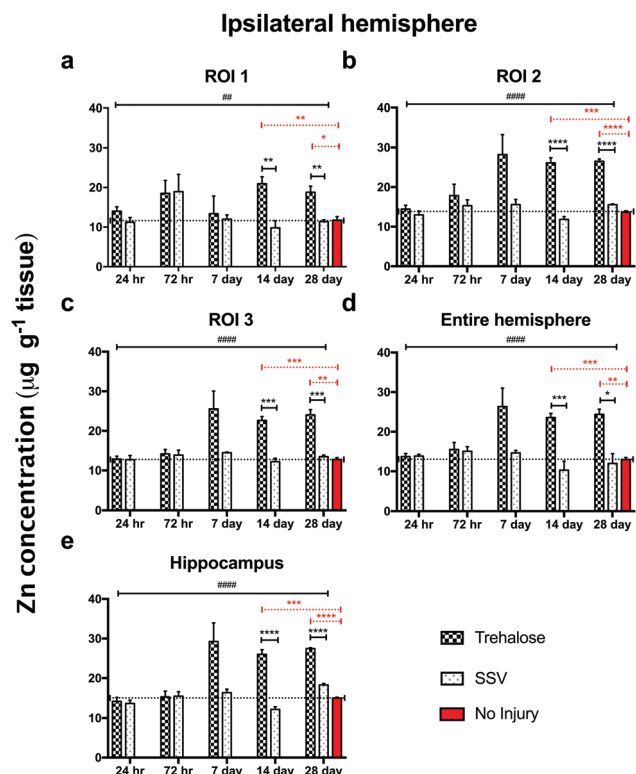 Ipsilateral hemisphere
Zn concentration (µg g-1 tissue)
a
ROI 1
##
**
*
**
**
40
30
20
10
0
24 hr 72 hr 7 day 14 day 28 day
b
ROI 2
####
***
****
****
****
40
30
20
10
0
24 hr 72 hr 7 day 14 day 28 day
c
ROI 3
####
***
**
***
***
40
30
20
10
0
24 hr 72 hr 7 day 14 day 28 day
d
Entire hemisphere
####
***
**
***
*
40
30
20
10
0
24 hr 72 hr 7 day 14 day 28 day
e
Hippocampus
####
***
****
****
****
40
30
20
10
0
24 hr 72 hr 7 day 14 day 28 day
Trehalose
SSV
No Injury